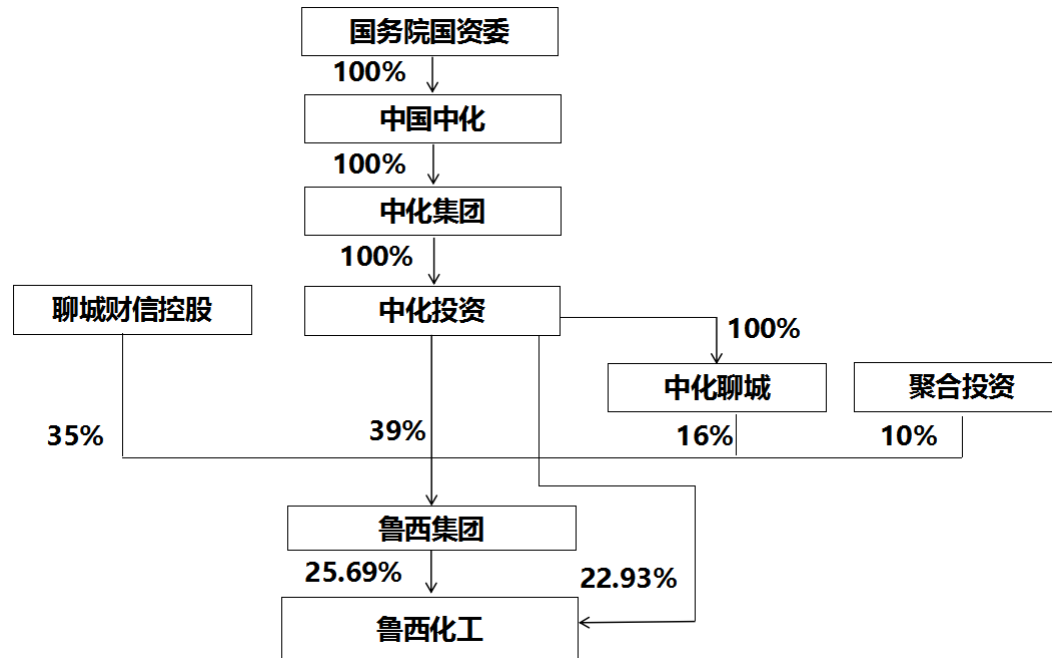 国务院国资委
100%
中国中化
100%
中化集团
100%
聊城财信控股
中化投资
100%
中化聊城
聚合投资
35%
39%
16%
10%
鲁西集团
25.69%
22.93%
鲁西化工